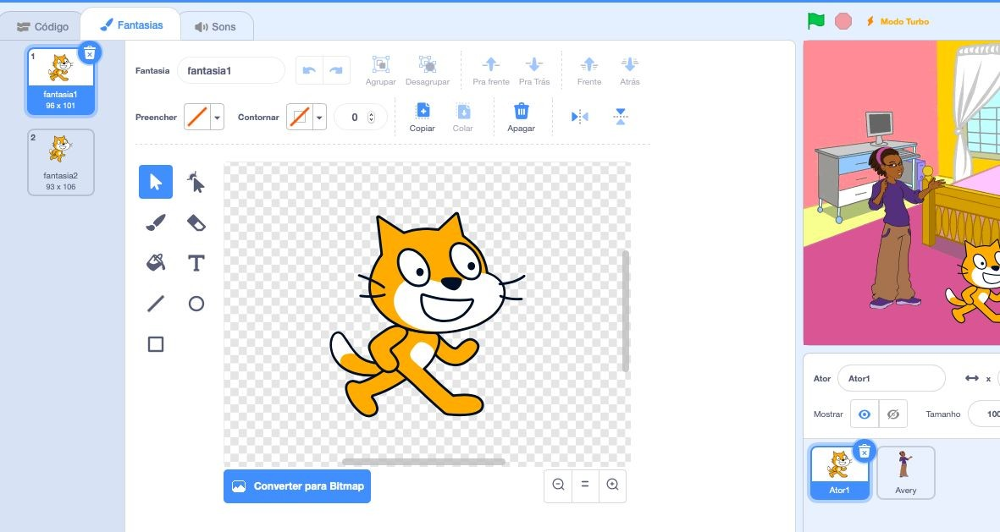 Código
Fantasias
Sons
Modo Turbo
1
fantasia1
96 x 101
2
fantasia2
93 x 106
Fantasia
fantasia1
Agrupar
Desagrupar
Pra frente
Pra Trás
Frente
Atrás
Preencher
Contornar
0
Copiar
Colar
Apagar
T
Converter para Bitmap
Ator
Ator1
x
Mostrar
Tamanho
100
Ator1
Avery